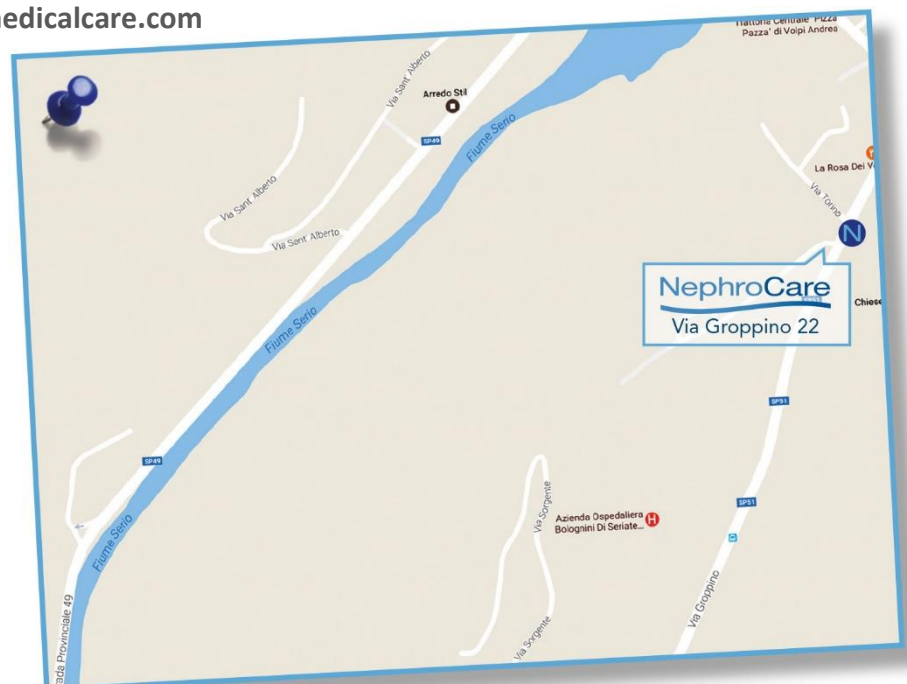 nedicalcare.com
Trattoria Centrale "Pizza
Pazza" di Volpi Andrea
Via Sant' Alberto
Arredo Stil
SP49
Fiume Serio
La Rosa Dei V
Via Sant' Alberto
Via Torino
Via Sant' Alberto
N
NephroCare
Via Groppino 22
Chiese
Fiume Serio
SP51
SP49
SP51
Via Sorgente
Azienda Ospedaliera
Bolognini Di Seriate...
H
Fiume Serio
Via Groppino
ada Provinciale 49
Via Sorgente